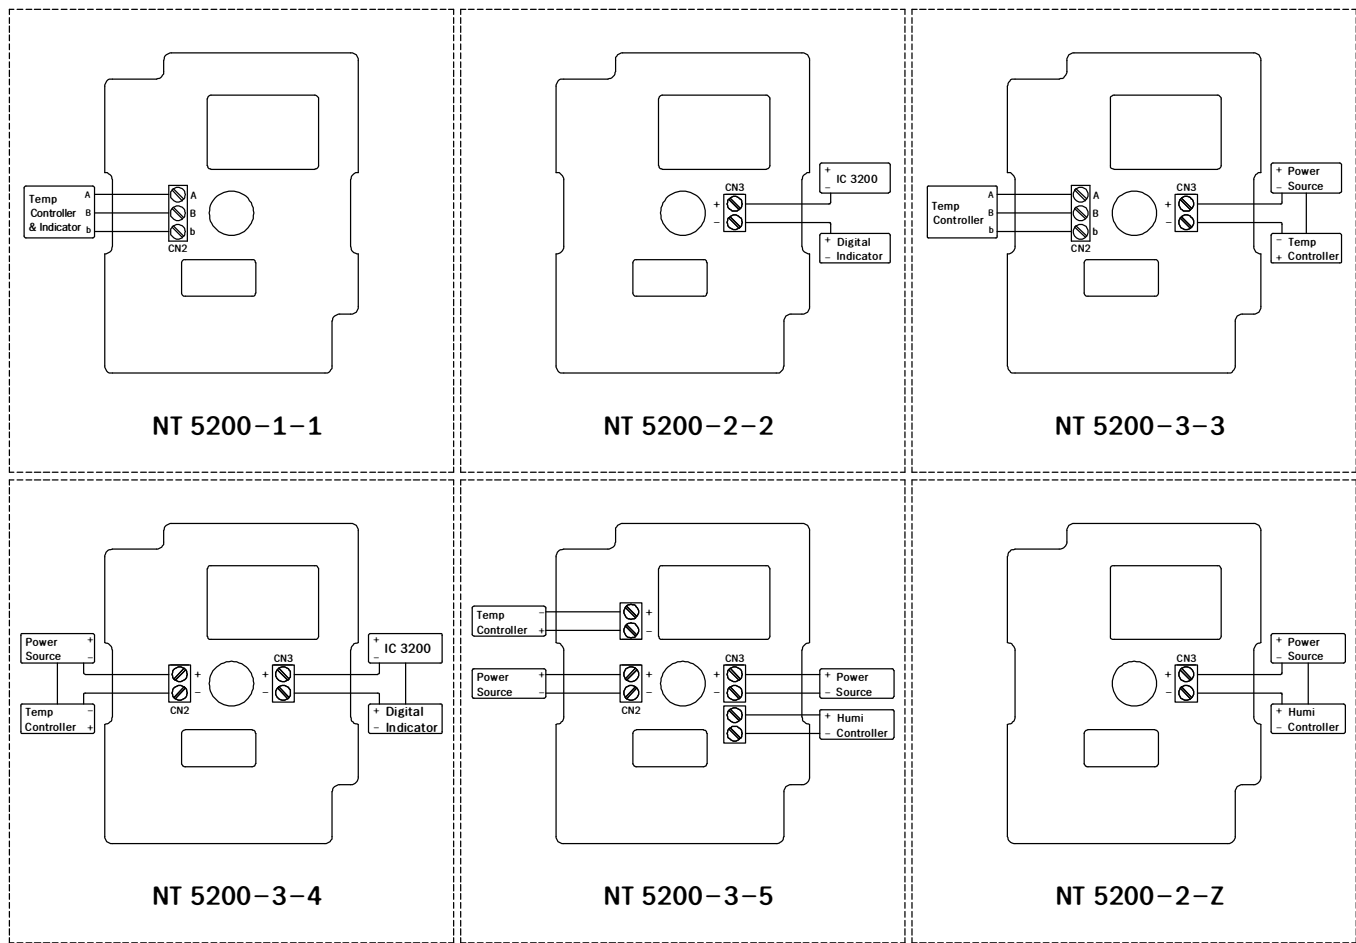 Temp
Controller
& Indicator
A
B
b
A
B
b
CN2
NT 5200-1-1
CN3
+
-
+
-
IC 3200
+ Digital
- Indicator
NT 5200-2-2
Temp
Controller
A
B
b
A
B
b
CN2
CN3
+
-
+ Power
- Source
- Temp
+ Controller
NT 5200-3-3
Power +
Source -
Temp -
Controller +
+
-
CN2
CN3
+
-
+
-
IC 3200
+ Digital
- Indicator
NT 5200-3-4
Temp -
Controller +
+
-
Power +
Source -
+
-
CN2
CN3
+
-
+ Power
- Source
+ Humi
- Controller
NT 5200-3-5
CN3
+
-
+ Power
- Source
+ Humi
- Controller
NT 5200-2-Z